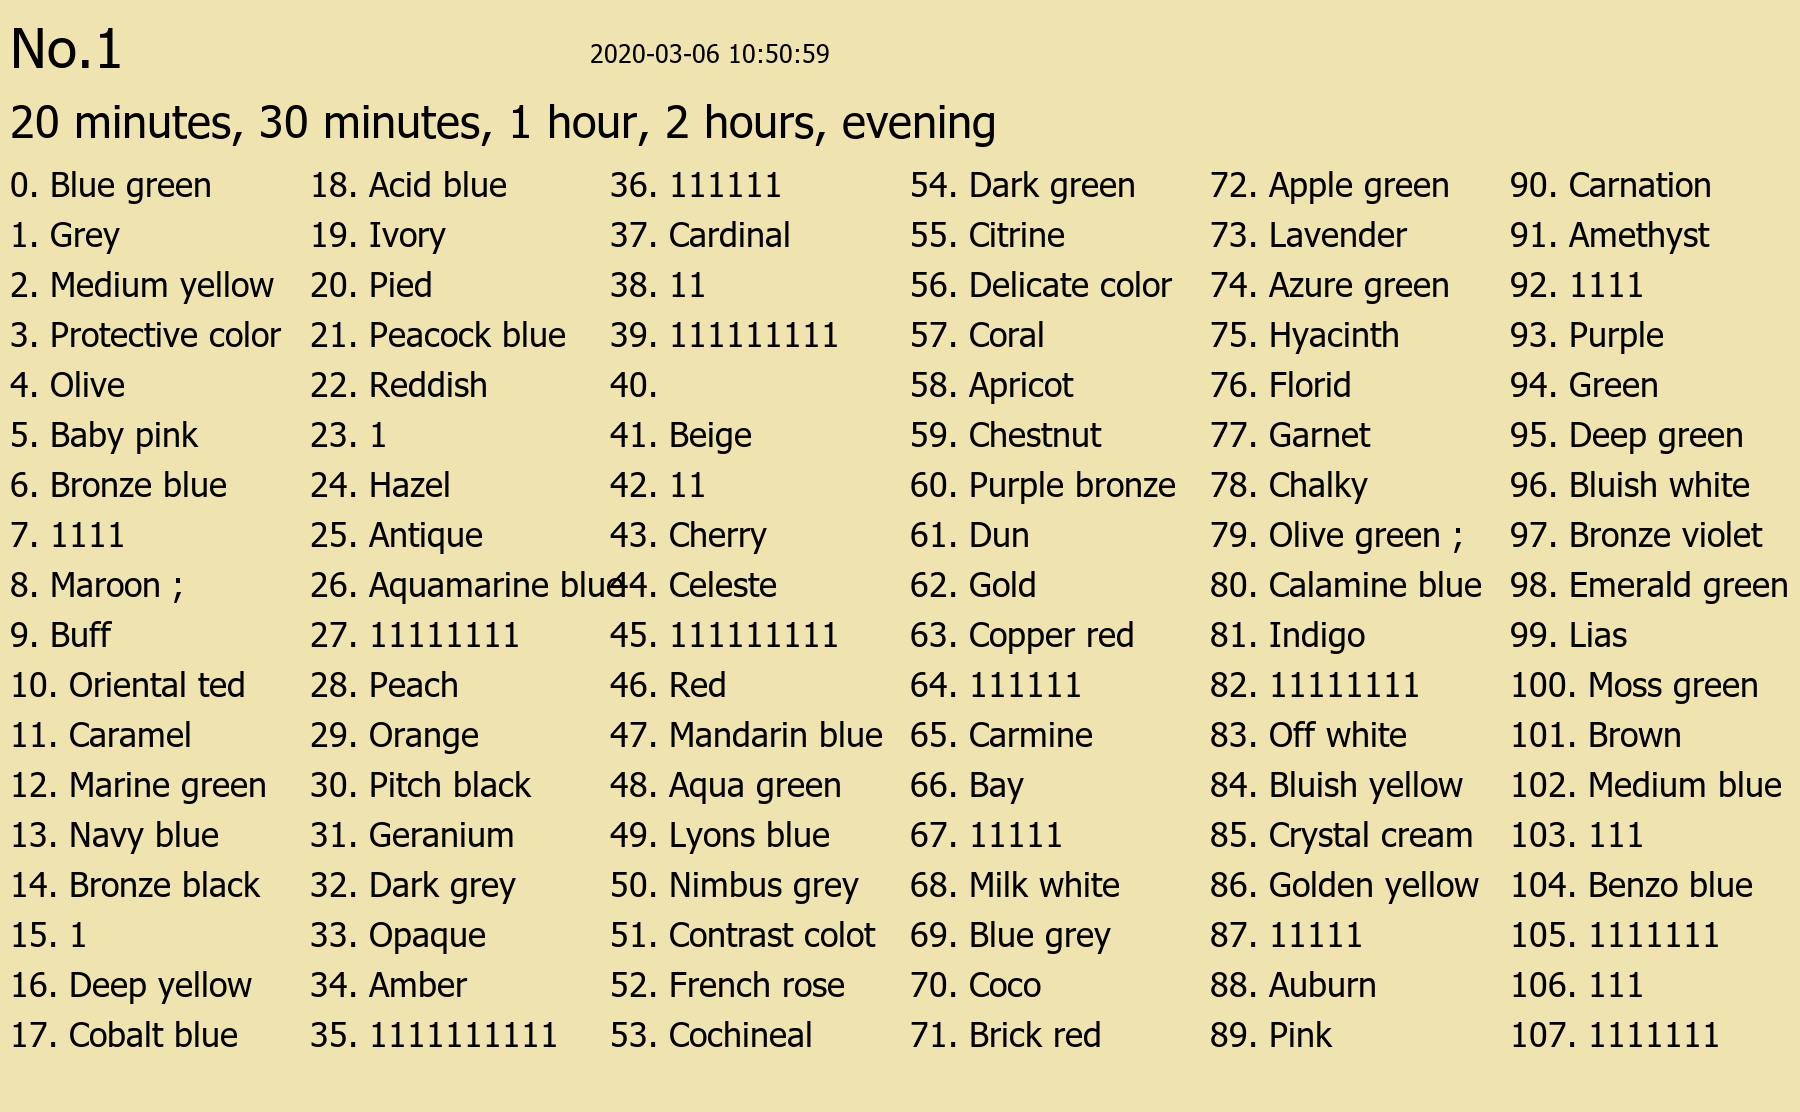 No.1
2020-03-06 10:50:59
20 minutes, 30 minutes, 1 hour, 2 hours, evening
0. Blue green
1. Grey
2. Medium yellow
3. Protective color
4. Olive
5. Baby pink
6. Bronze blue
7. 1111
8. Maroon ;
9. Buff
10. Oriental ted
11. Caramel
12. Marine green
13. Navy blue
14. Bronze black
15. 1
16. Deep yellow
17. Cobalt blue
18. Acid blue
19. Ivory
20. Pied
21. Peacock blue
22. Reddish
23. 1
24. Hazel
25. Antique
26. Aquamarine blue
27. 11111111
28. Peach
29. Orange
30. Pitch black
31. Geranium
32. Dark grey
33. Opaque
34. Amber
35. 1111111111
36. 111111
37. Cardinal
38. 11
39. 111111111
40.
41. Beige
42. 11
43. Cherry
44. Celeste
45. 111111111
46. Red
47. Mandarin blue
48. Aqua green
49. Lyons blue
50. Nimbus grey
51. Contrast colot
52. French rose
53. Cochineal
54. Dark green
55. Citrine
56. Delicate color
57. Coral
58. Apricot
59. Chestnut
60. Purple bronze
61. Dun
62. Gold
63. Copper red
64. 111111
65. Carmine
66. Bay
67. 11111
68. Milk white
69. Blue grey
70. Coco
71. Brick red
72. Apple green
73. Lavender
74. Azure green
75. Hyacinth
76. Florid
77. Garnet
78. Chalky
79. Olive green ;
80. Calamine blue
81. Indigo
82. 11111111
83. Off white
84. Bluish yellow
85. Crystal cream
86. Golden yellow
87. 11111
88. Auburn
89. Pink
90. Carnation
91. Amethyst
92. 1111
93. Purple
94. Green
95. Deep green
96. Bluish white
97. Bronze violet
98. Emerald green
99. Lias
100. Moss green
101. Brown
102. Medium blue
103. 111
104. Benzo blue
105. 1111111
106. 111
107. 1111111